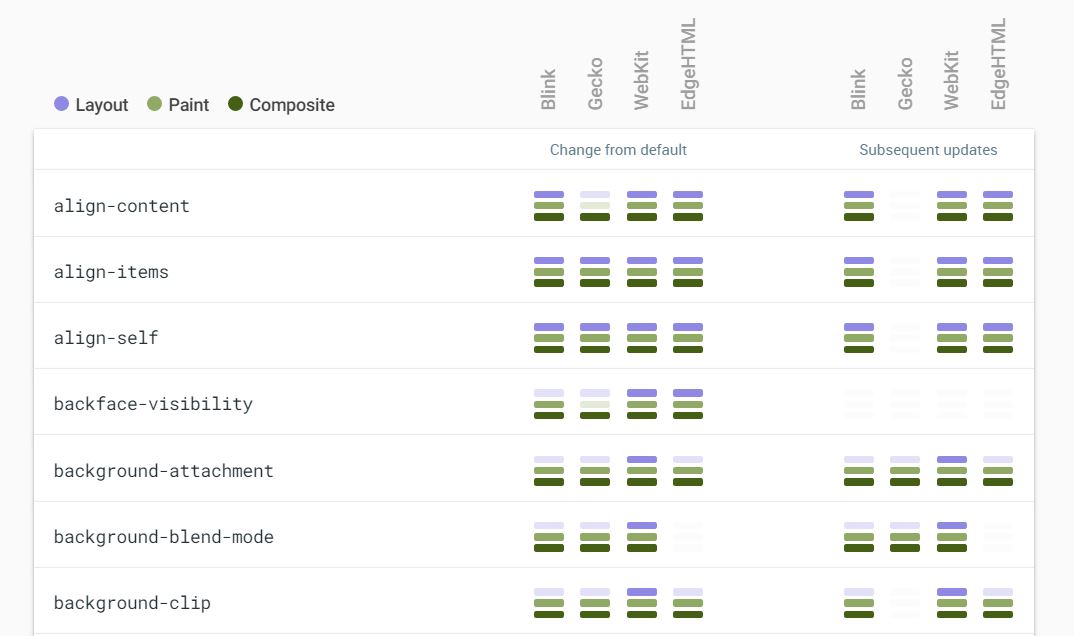 Blink Gecko WebKit EdgeHTML Blink Gecko WebKit EdgeHTML
Layout Paint Composite
Change from default Subsequent updates
align-content
align-items
align-self
backface-visibility
background-attachment
background-blend-mode
background-clip